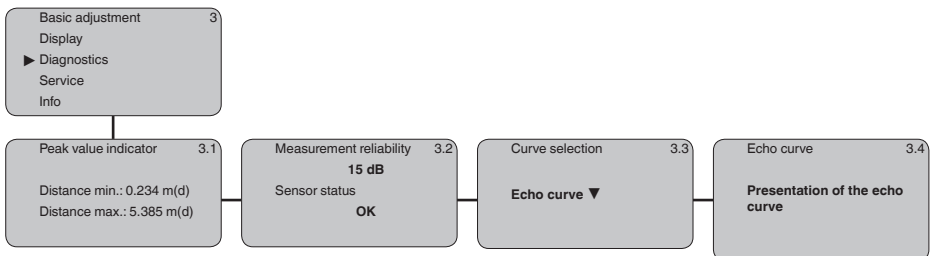 Basic adjustment 3
Display
▶ Diagnostics
Service
Info
Peak value indicator 3.1
Distance min.: 0.234 m(d)
Distance max.: 5.385 m(d)
Measurement reliability 3.2
15 dB
Sensor status
OK
Curve selection 3.3
Echo curve ▼
Echo curve 3.4
Presentation of the echo
curve